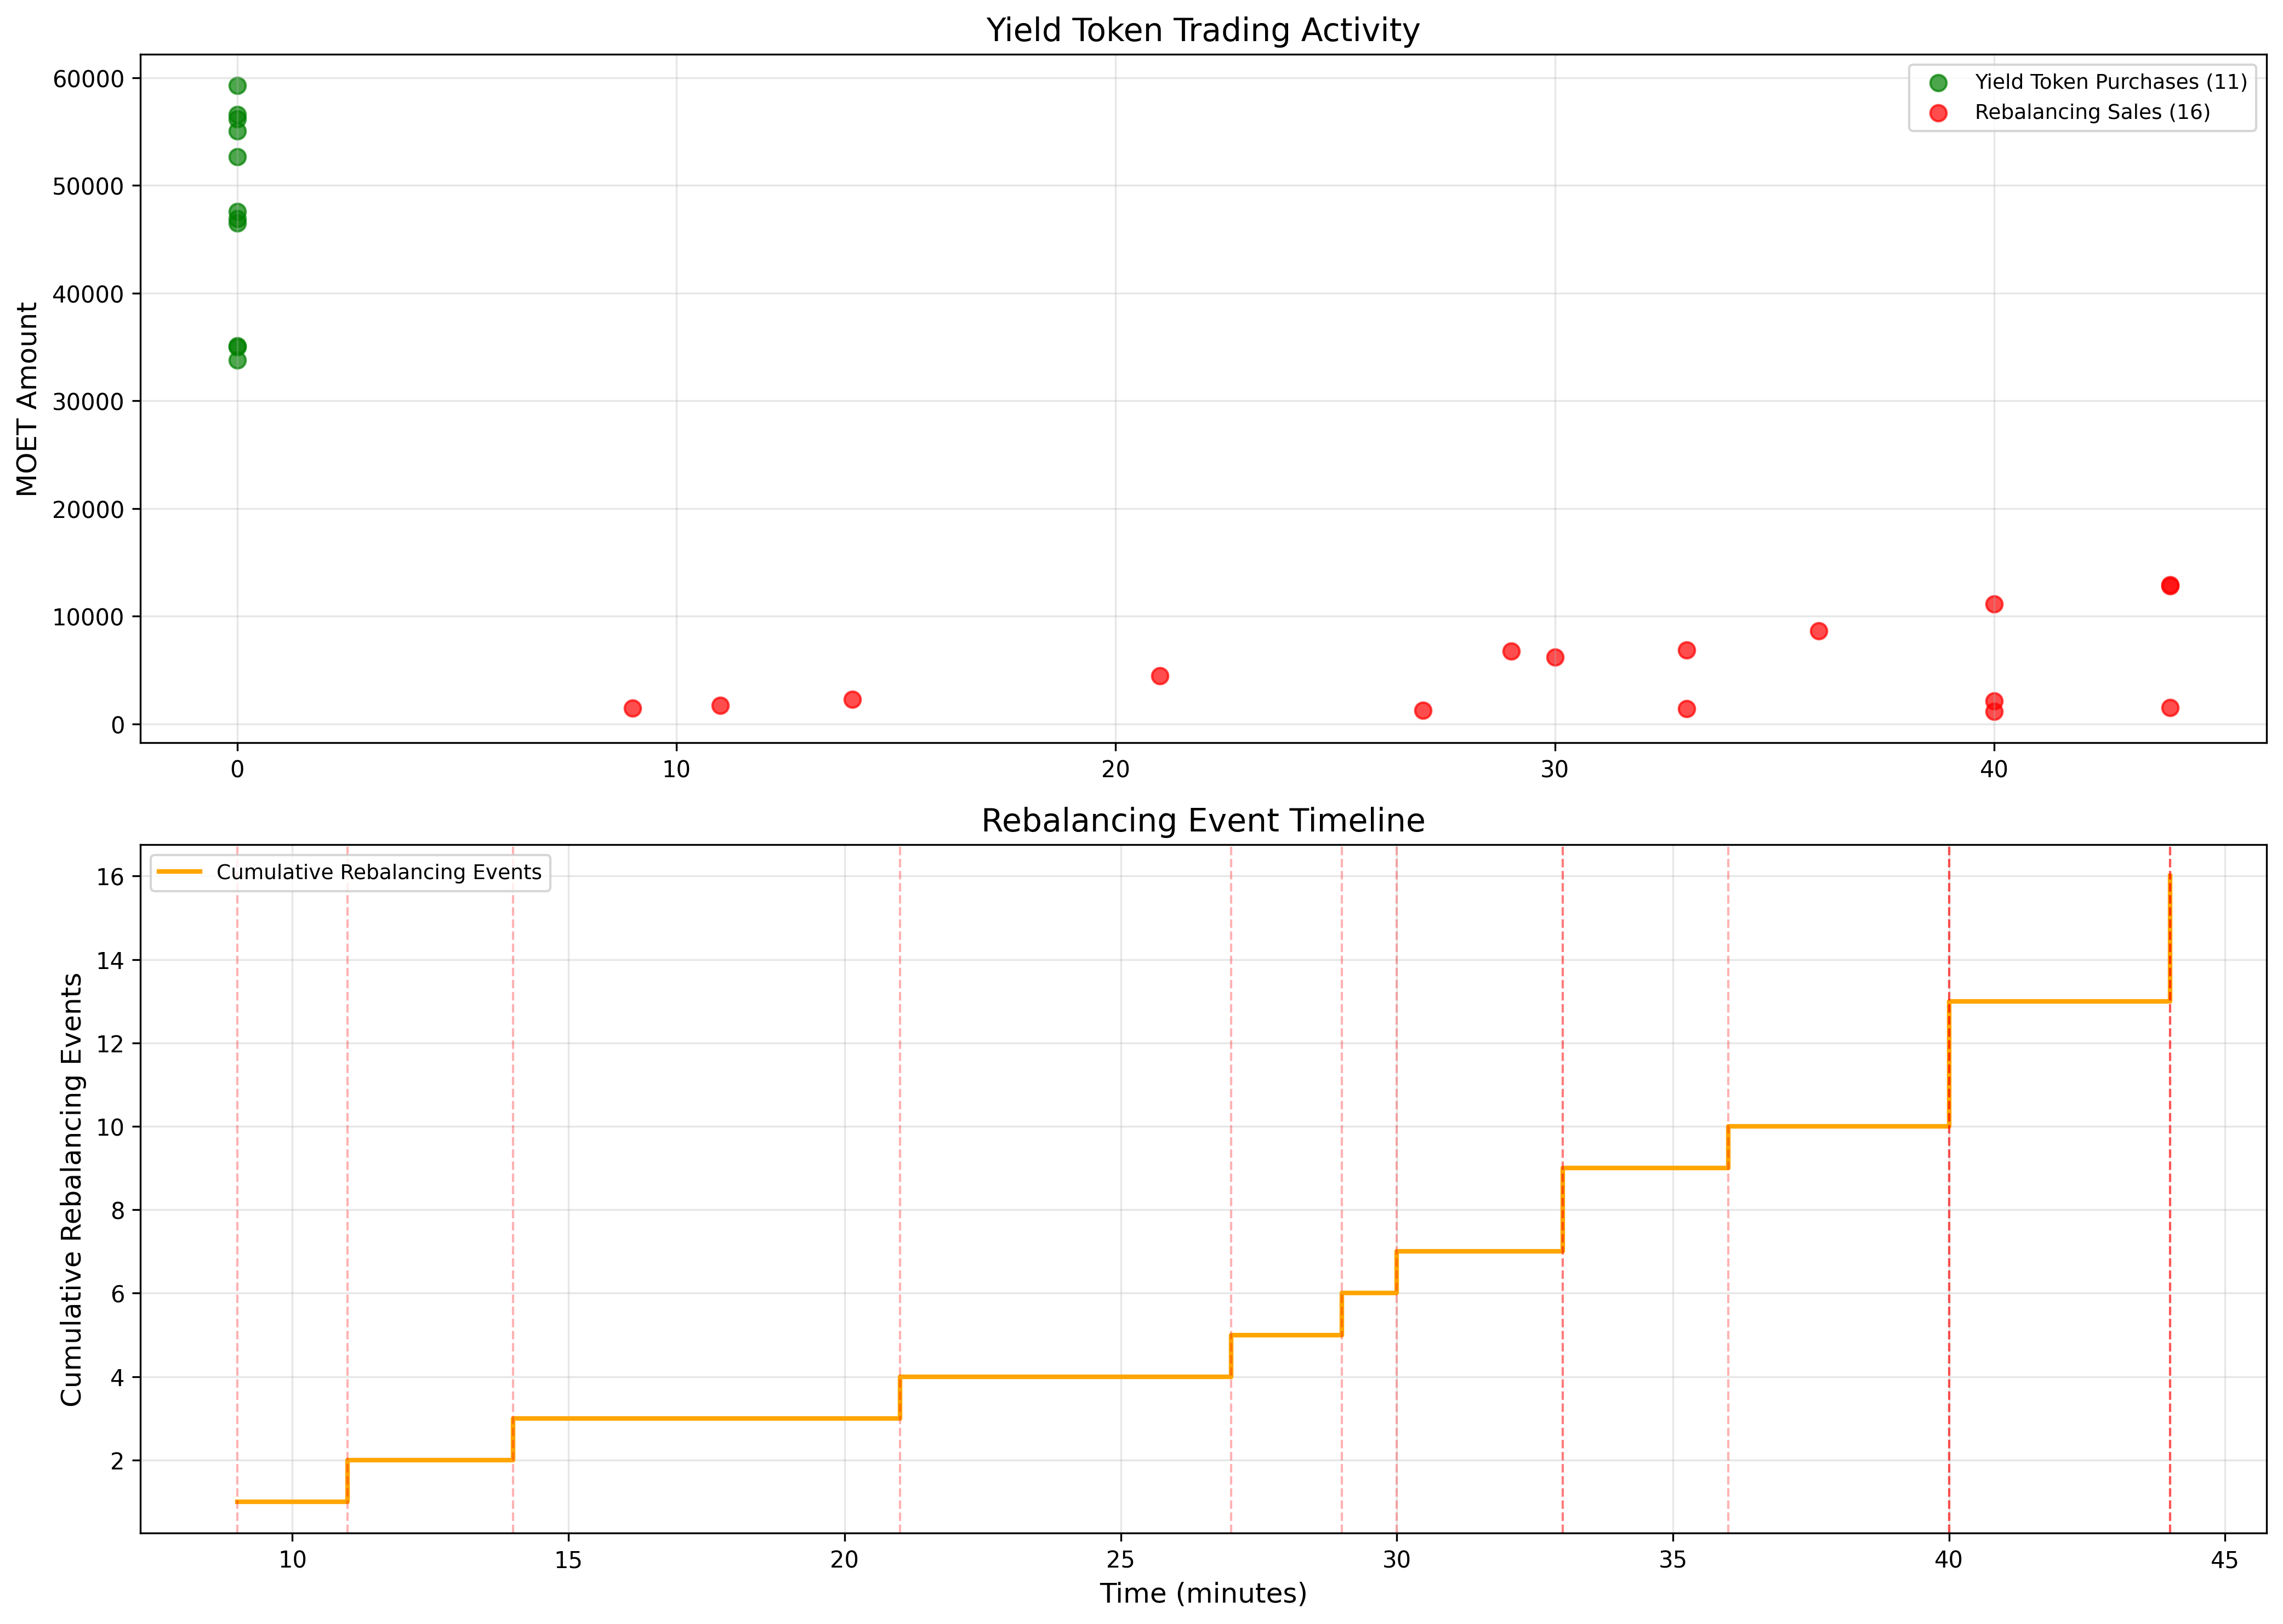 Yield Token Trading Activity
MOET Amount
60000
50000
40000
30000
20000
10000
0
Yield Token Purchases (11)
Rebalancing Sales (16)
0 10 20 30 40
Rebalancing Event Timeline
Cumulative Rebalancing Events
Cumulative Rebalancing Events
16
14
12
10
8
6
4
2
10 15 20 25 30 35 40 45
Time (minutes)